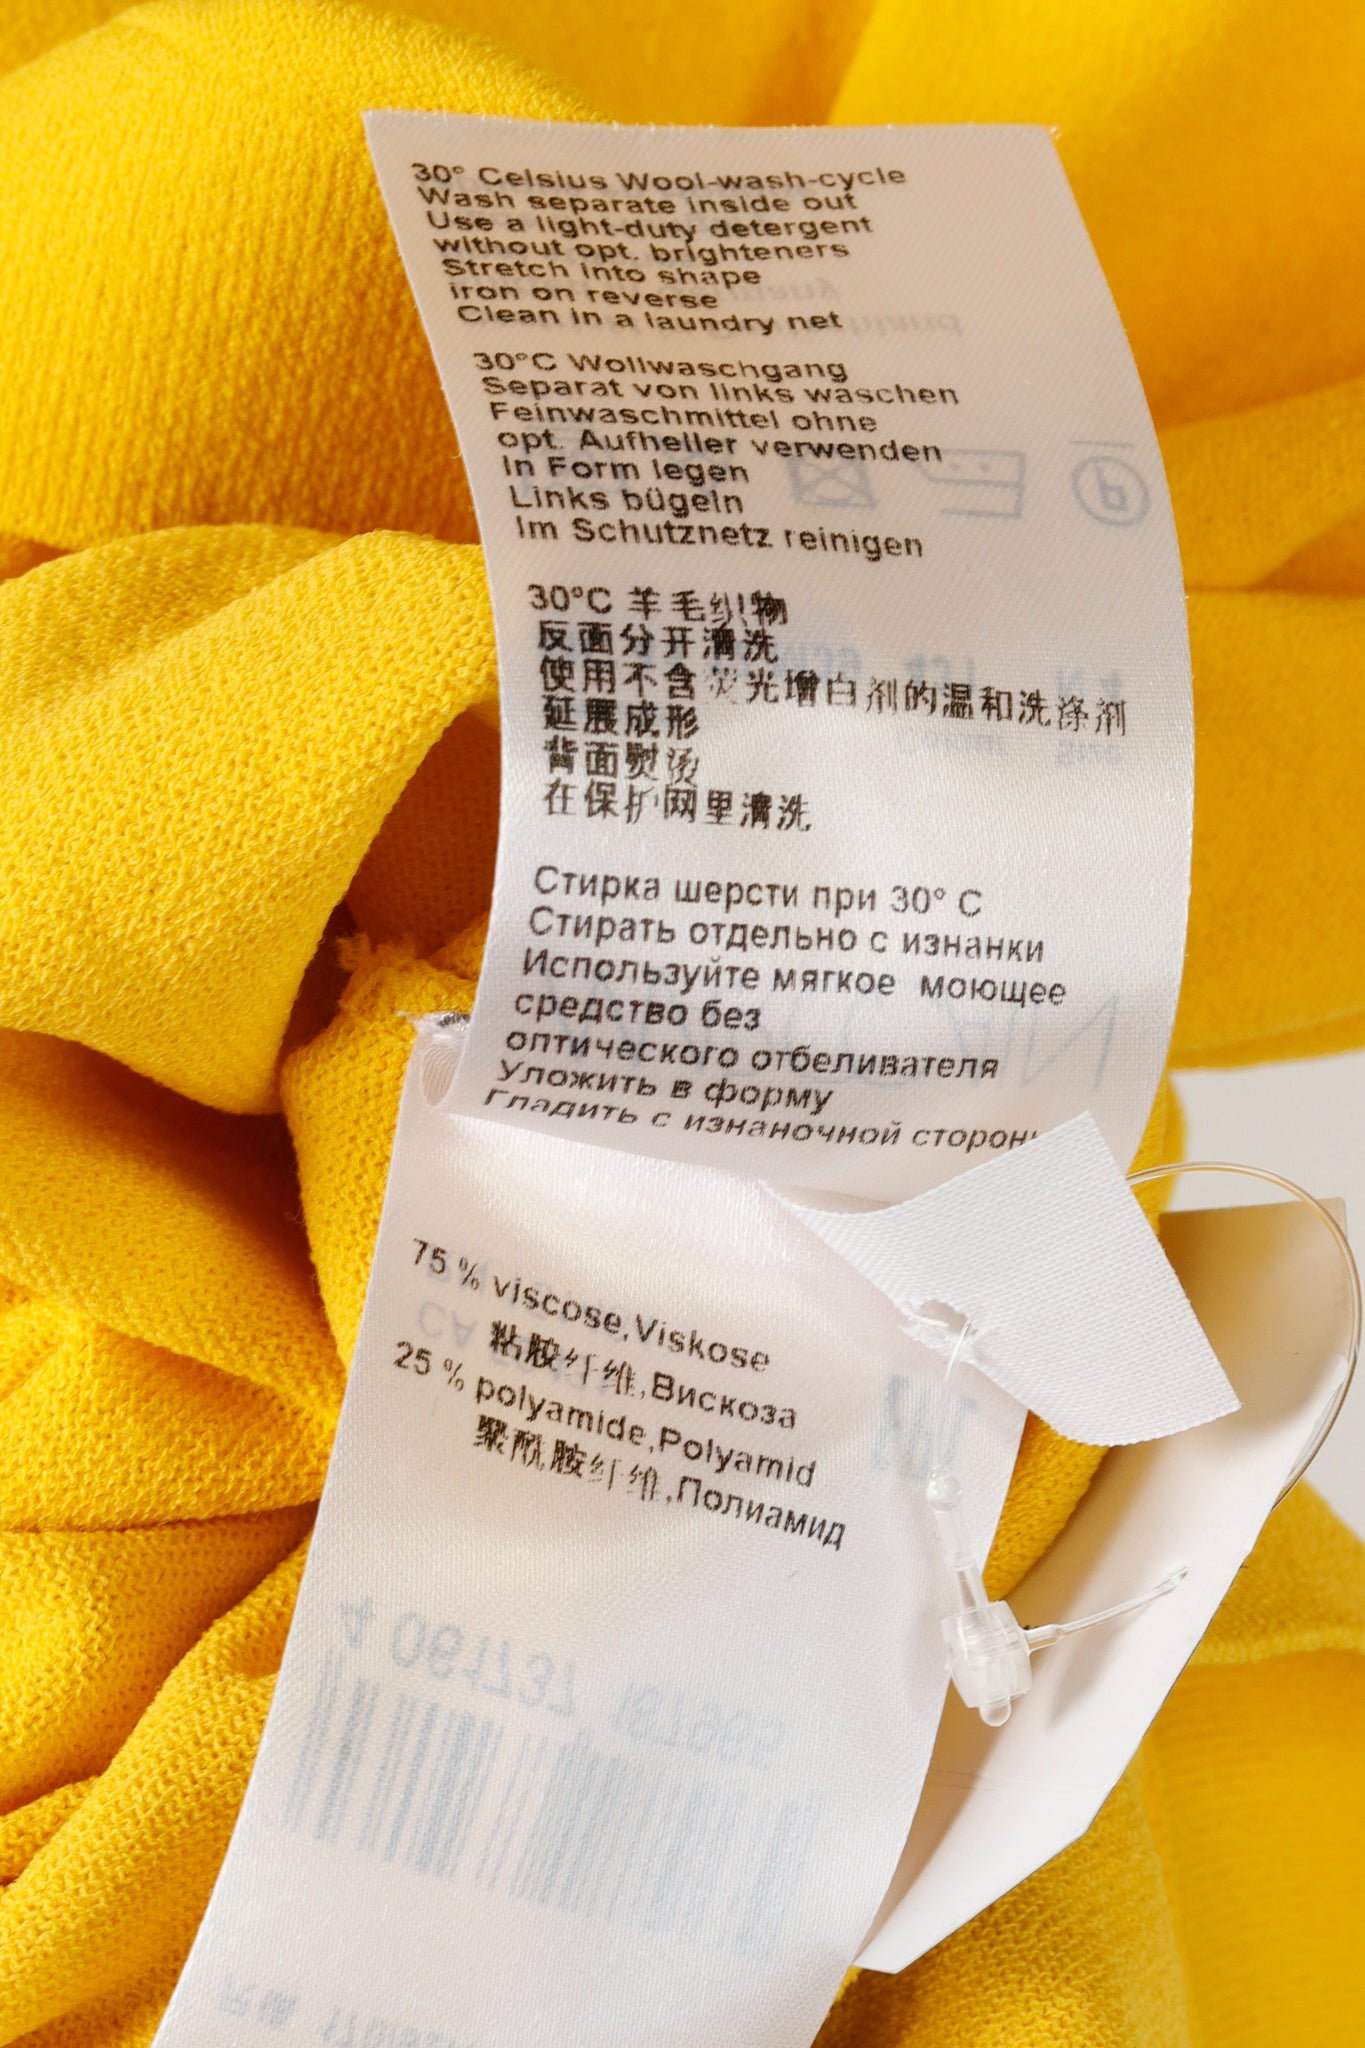 30° Celsius Wool-wash-cycle
Wash separate inside out
Use a light-duty detergent
without opt. brighteners
Stretch into shape
iron on reverse
Clean in a laundry net
30°C Wollwaschgang
Separat von links waschen
Feinwaschmittel ohne
opt. Aufheller verwenden
In Form legen
Links bügeln
Im Schutznetz reinigen
30°C 羊毛织物
反面分开清洗
使用不含荧光增白剂的温和洗涤剂
延展成形
背面熨烫
在保护网里清洗
Стирка шерсти при 30° C
Стирать отдельно с изнанки
Используйте мягкое моющее
средство без
оптического отбеливателя
Уложить в форму
Гладить с изнаночной
75 % viscose,Viskose
粘胶纤维,Вискоза
25 % polyamide,Polyamid
聚酰胺纤维,Полиамид
4 061737